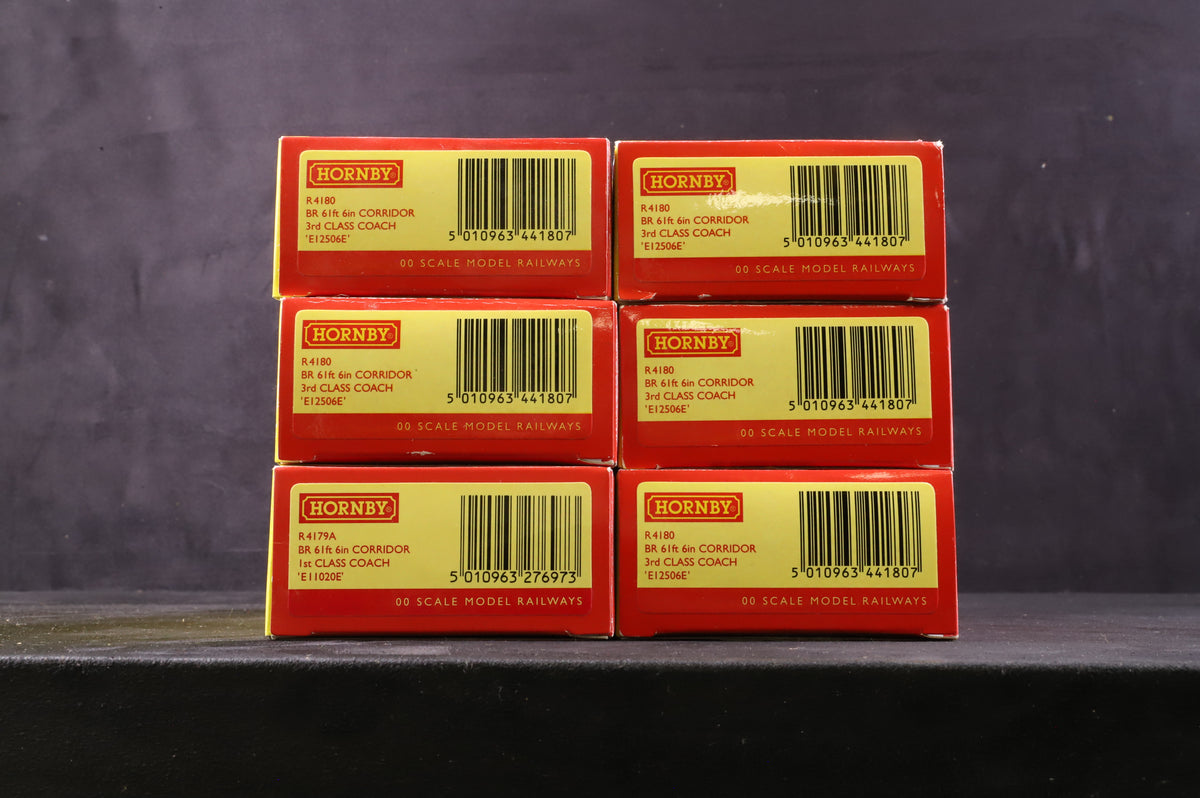 HORNBY®
R4180
BR 61ft 6in CORRIDOR
3rd CLASS COACH
'E12506E'
5 010963 441807
00 SCALE MODEL RAILWAYS
HORNBY®
R4180
BR 61ft 6in CORRIDOR
3rd CLASS COACH
'E12506E'
5 010963 441807
00 SCALE MODEL RAILWAYS
HORNBY®
R4180
BR 61ft 6in CORRIDOR
3rd CLASS COACH
'E12506E'
5 010963 441807
00 SCALE MODEL RAILWAYS
HORNBY®
R4180
BR 61ft 6in CORRIDOR
3rd CLASS COACH
'E12506E'
5 010963 441807
00 SCALE MODEL RAILWAYS
HORNBY®
R4179A
BR 61ft 6in CORRIDOR
1st CLASS COACH
'E11020E'
5 010963 276973
00 SCALE MODEL RAILWAYS
HORNBY®
R4180
BR 61ft 6in CORRIDOR
3rd CLASS COACH
'E12506E'
5 010963 441807
00 SCALE MODEL RAILWAYS